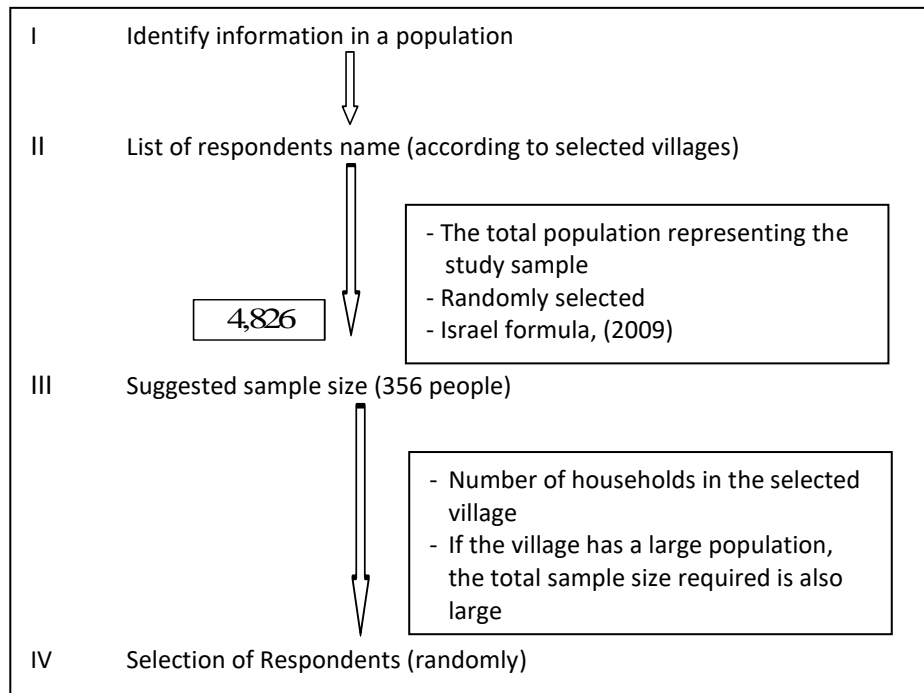 I Identify information in a population
II List of respondents name (according to selected villages)
- The total population representing the
study sample
- Randomly selected
- Israel formula, (2009)
4,826
III Suggested sample size (356 people)
- Number of households in the selected
village
- If the village has a large population,
the total sample size required is also
large
IV Selection of Respondents (randomly)